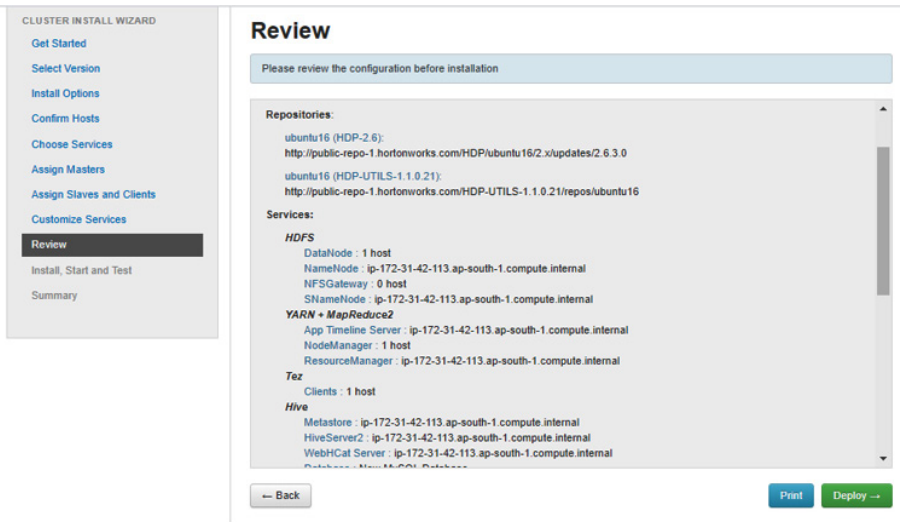 CLUSTER INSTALL WIZARD
Get Started
Select Version
Install Options
Confirm Hosts
Choose Services
Assign Masters
Assign Slaves and Clients
Customize Services
Review
Install, Start and Test
Summary
Review
Please review the configuration before installation
Repositories:
ubuntu16 (HDP-2.6):
http://public-repo-1.hortonworks.com/HDP/ubuntu16/2.x/updates/2.6.3.0
ubuntu16 (HDP-UTILS-1.1.0.21):
http://public-repo-1.hortonworks.com/HDP-UTILS-1.1.0.21/repos/ubuntu16
Services:
HDFS
DataNode : 1 host
NameNode : ip-172-31-42-113.ap-south-1.compute.internal
NFSGateway : 0 host
SNameNode : ip-172-31-42-113.ap-south-1.compute.internal
YARN + MapReduce2
App Timeline Server : ip-172-31-42-113.ap-south-1.compute.internal
NodeManager : 1 host
ResourceManager : ip-172-31-42-113.ap-south-1.compute.internal
Tez
Clients : 1 host
Hive
Metastore : ip-172-31-42-113.ap-south-1.compute.internal
HiveServer2 : ip-172-31-42-113.ap-south-1.compute.internal
WebHCat Server : ip-172-31-42-113.ap-south-1.compute.internal
Database : New MySQL Database
← Back
Print
Deploy →